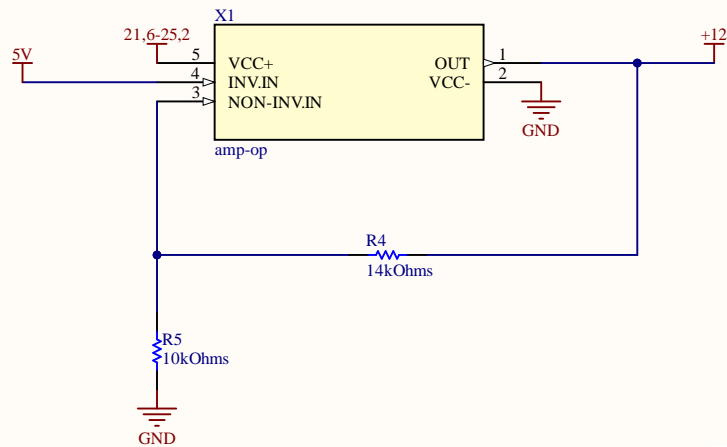 X1
21,6-25,2
5V
5 VCC+
4 INV.IN
3 NON-INV.IN
OUT 1
VCC- 2
+12
GND
amp-op
R4
14kOhms
R5
10kOhms
GND